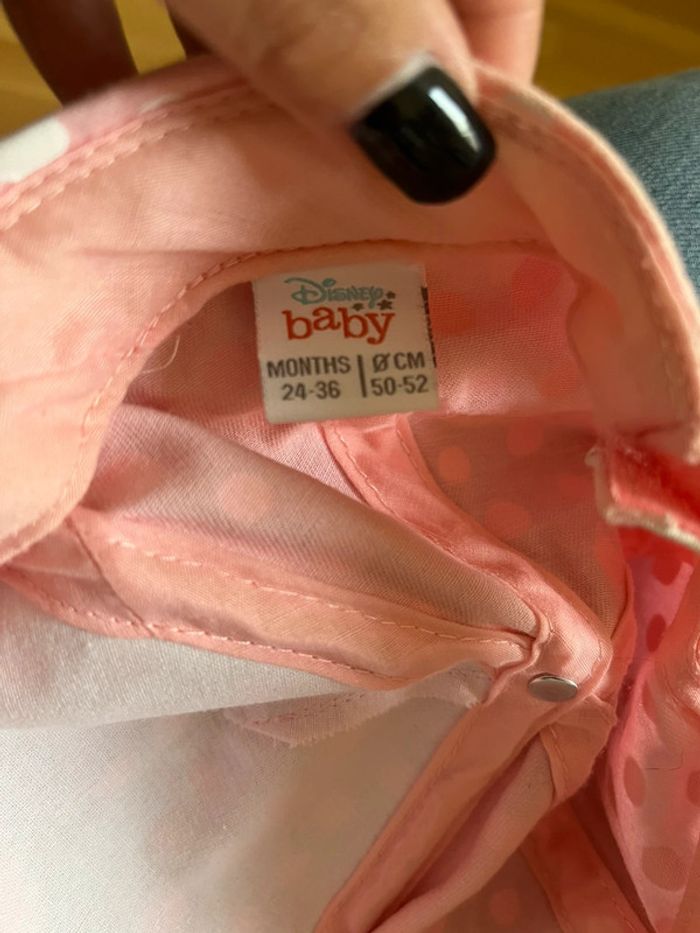 Disney
baby
MONTHS | Ø CM
24-36 | 50-52